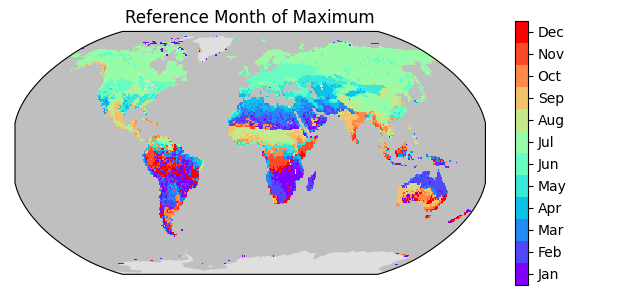 Reference Month of Maximum
Dec
Nov
Oct
Sep
Aug
Jul
Jun
May
Apr
Mar
Feb
Jan